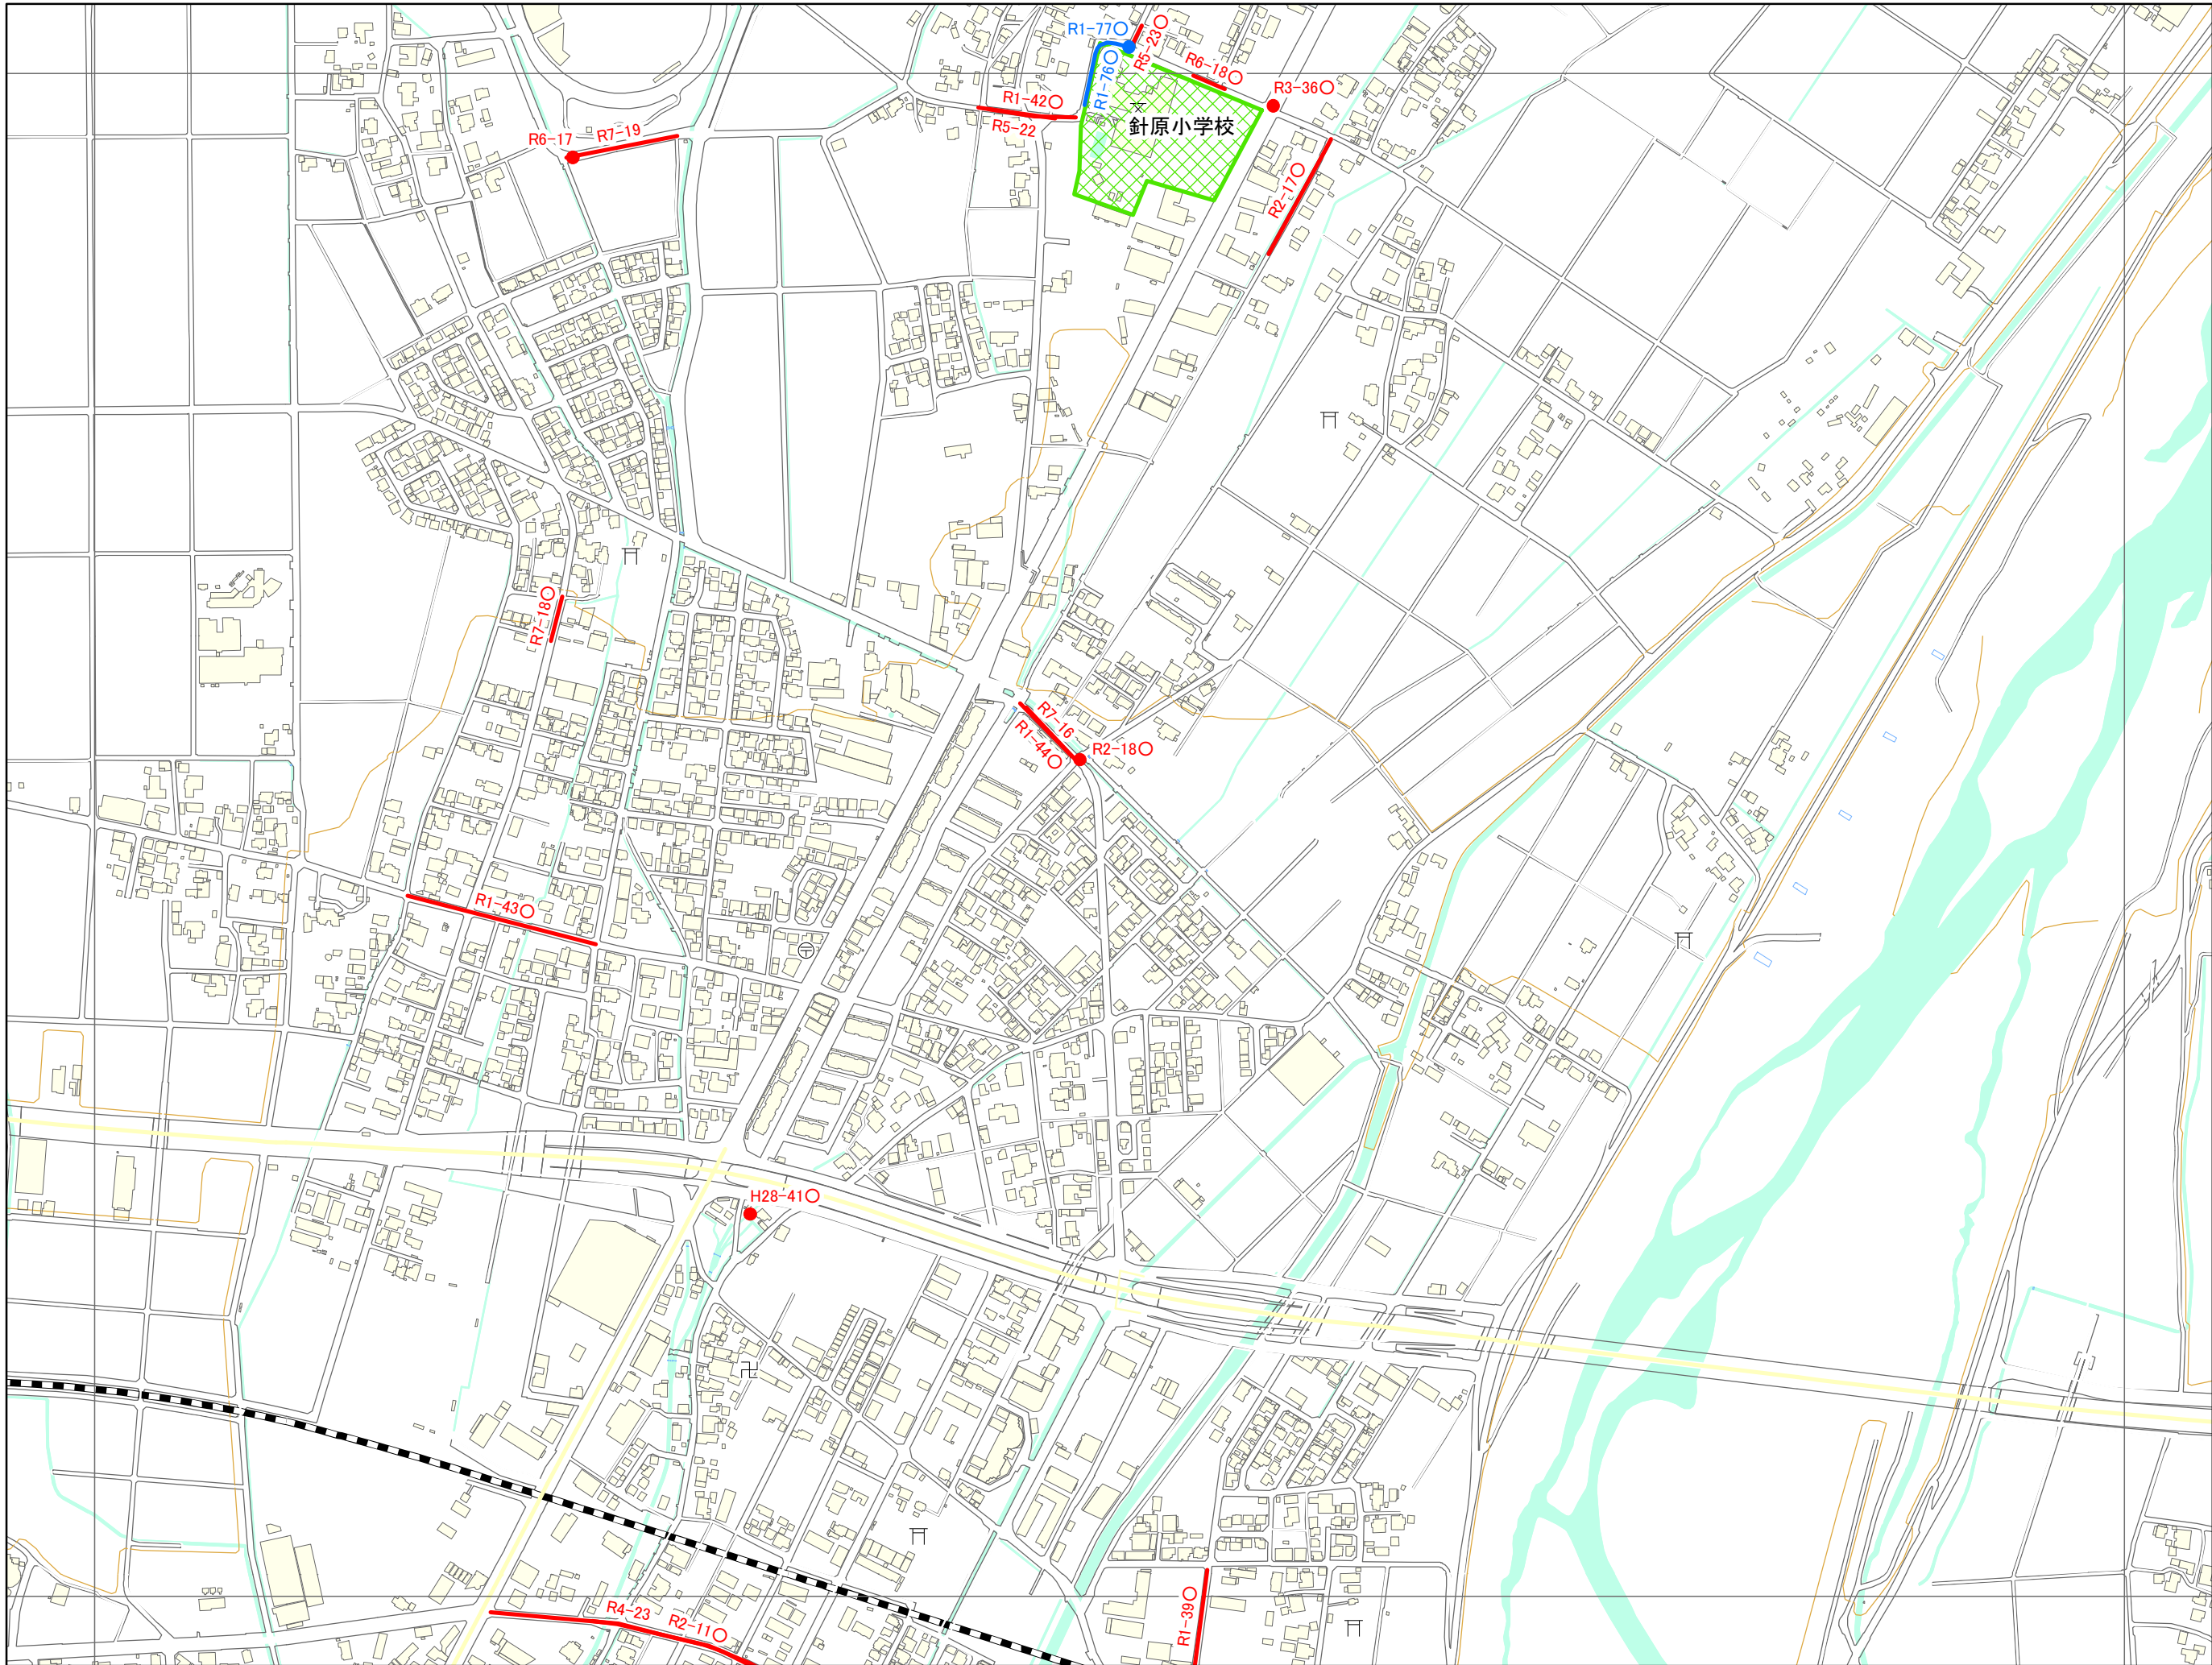 R1-77○
R5-23○
R1-76○
R6-18○
R3-36○
R1-42○
R5-22
針原小学校
R6-17
R7-19
R2-17○
R7-18○
R7-16
R1-44○
R2-18○
R1-43○
H28-41○
R4-23
R2-11○
R1-39○